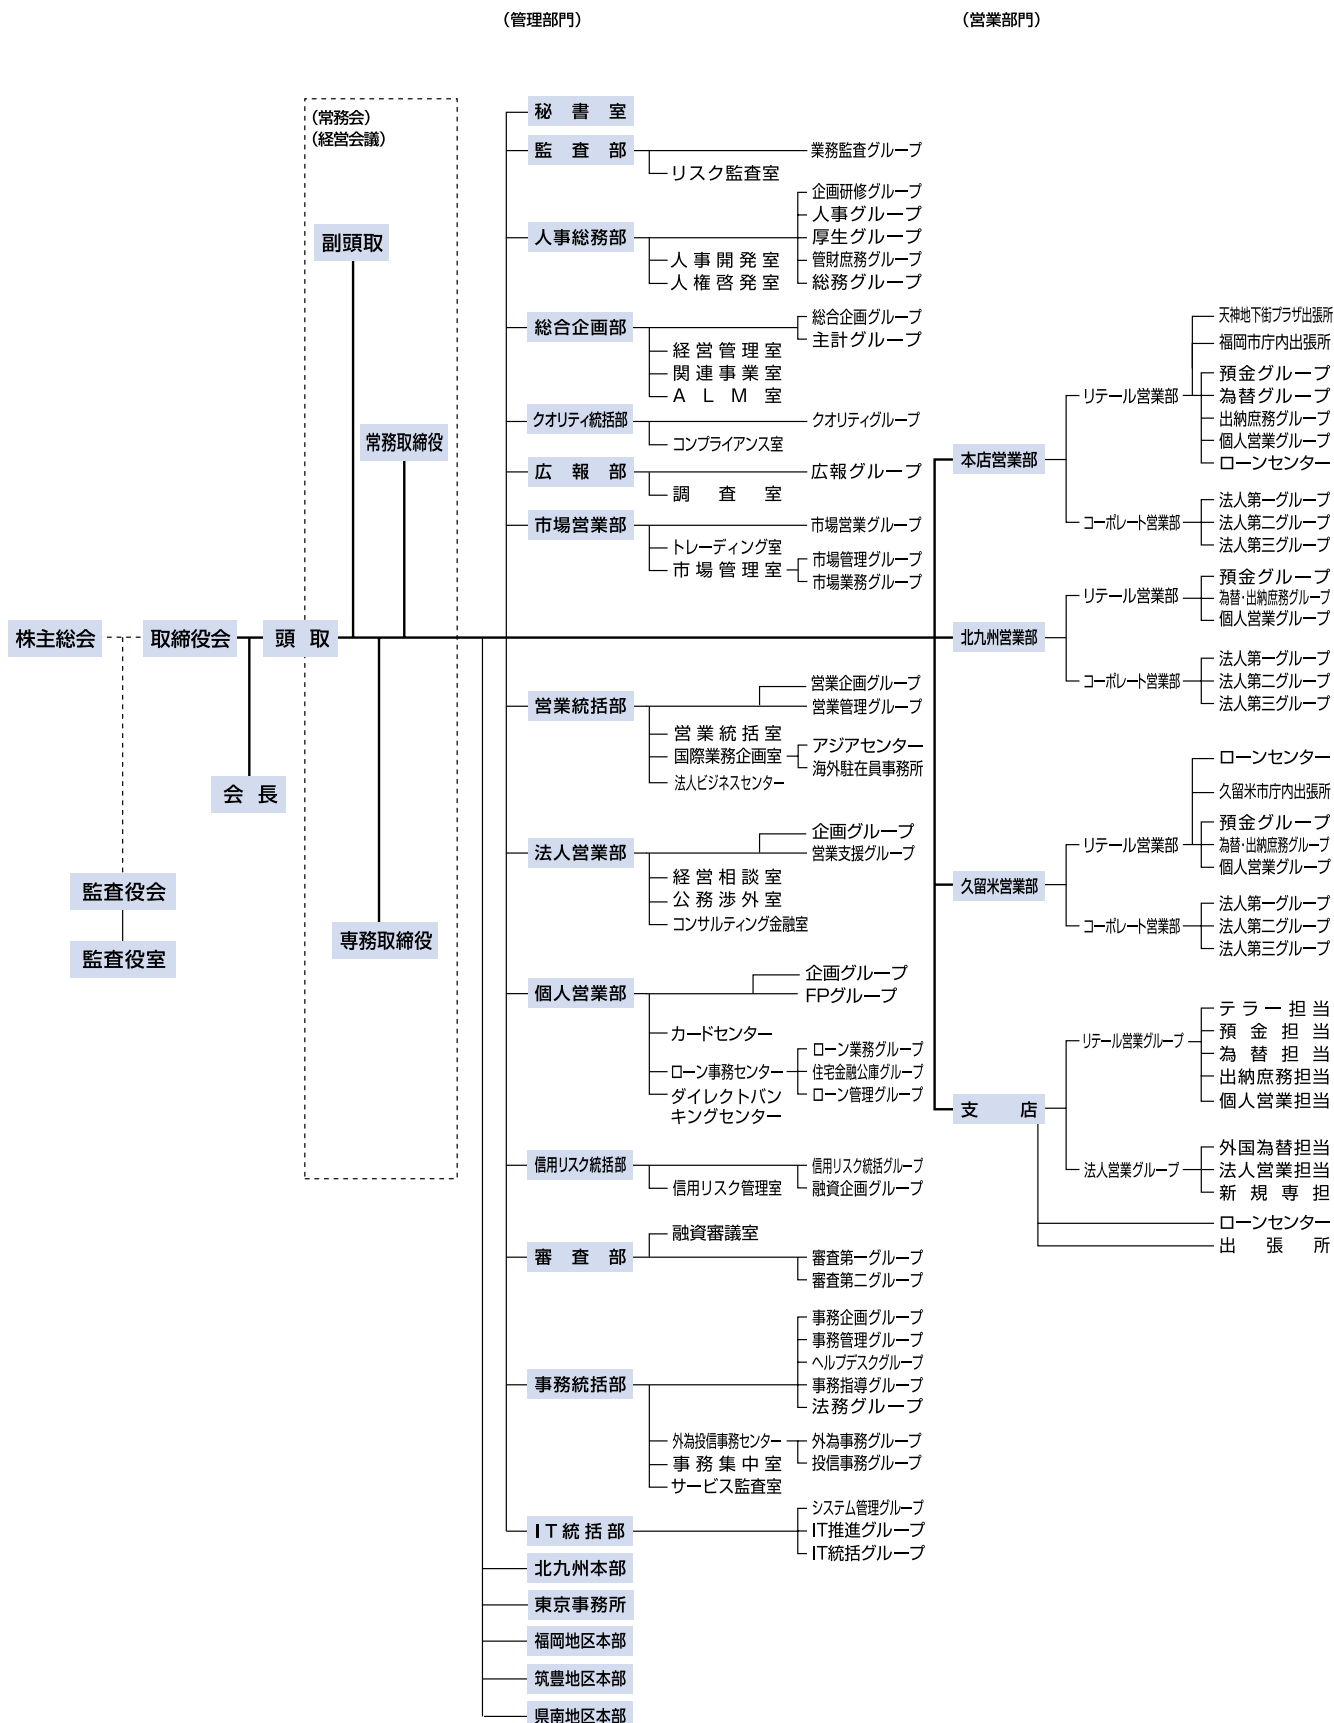 (管理部門)
(営業部門)
(常務会)
(経営会議)
株主総会
取締役会
頭取
会長
監査役会
監査役室
副頭取
常務取締役
専務取締役
秘書室
監査部
業務監査グループ
リスク監査室
人事総務部
企画研修グループ
人事グループ
厚生グループ
管財庶務グループ
総務グループ
人事開発室
人権啓発室
総合企画部
総合企画グループ
主計グループ
経営管理室
関連事業室
ALM室
クオリティ統括部
クオリティグループ
コンプライアンス室
広報部
広報グループ
調査室
市場営業部
市場営業グループ
トレーディング室
市場管理室
市場管理グループ
市場業務グループ
営業統括部
営業企画グループ
営業管理グループ
営業統括室
国際業務企画室
アジアセンター
海外駐在員事務所
法人ビジネスセンター
法人営業部
企画グループ
営業支援グループ
経営相談室
公務渉外室
コンサルティング金融室
個人営業部
企画グループ
FPグループ
カードセンター
ローン事務センター
ローン業務グループ
住宅金融公庫グループ
ローン管理グループ
ダイレクトバン
キングセンター
信用リスク統括部
信用リスク統括グループ
融資企画グループ
信用リスク管理室
融資審議室
審査部
審査第一グループ
審査第二グループ
事務統括部
事務企画グループ
事務管理グループ
ヘルプデスクグループ
事務指導グループ
法務グループ
外為投信事務センター
外為事務グループ
投信事務グループ
事務集中室
サービス監査室
IT統括部
システム管理グループ
IT推進グループ
IT統括グループ
北九州本部
東京事務所
福岡地区本部
筑豊地区本部
県南地区本部
本店営業部
リテール営業部
天神地下街プラザ出張所
福岡市庁内出張所
預金グループ
為替グループ
出納庶務グループ
個人営業グループ
ローンセンター
コーポレート営業部
法人第一グループ
法人第二グループ
法人第三グループ
北九州営業部
リテール営業部
預金グループ
為替・出納庶務グループ
個人営業グループ
コーポレート営業部
法人第一グループ
法人第二グループ
法人第三グループ
久留米営業部
リテール営業部
ローンセンター
久留米市庁内出張所
預金グループ
為替・出納庶務グループ
個人営業グループ
コーポレート営業部
法人第一グループ
法人第二グループ
法人第三グループ
支店
リテール営業グループ
テラー担当
預金担当
為替担当
出納庶務担当
個人営業担当
法人営業グループ
外国為替担当
法人営業担当
新規専担
ローンセンター
出張所